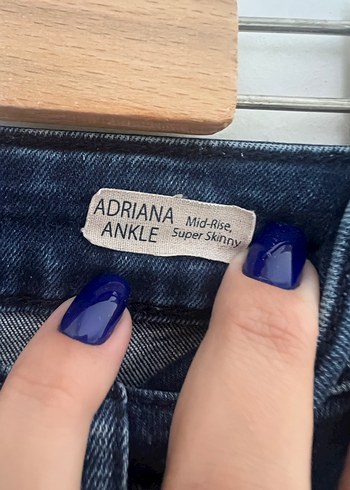 ADRIANA
ANKLE
Mid-Rise,
Super Skinny